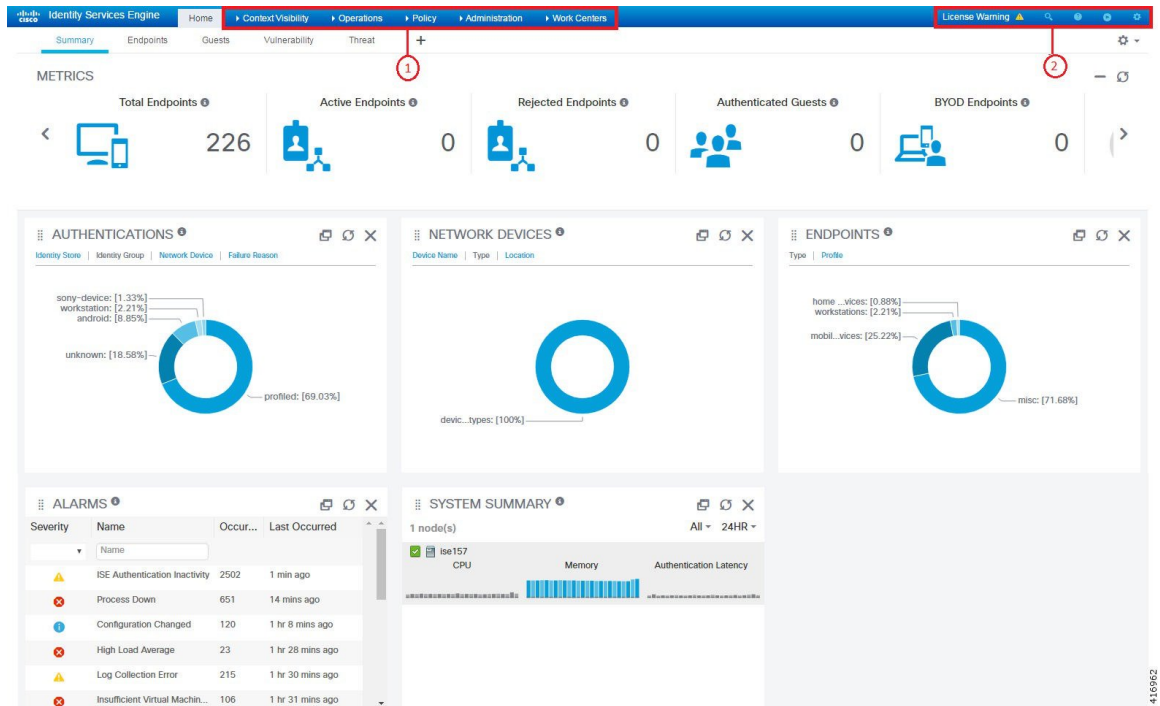 cisco Identity Services Engine Home Context Visibility Operations Policy Administration Work Centers License Warning
Summary Endpoints Guests Vulnerability Threat +
1
2
METRICS
Total Endpoints
226
Active Endpoints
0
Rejected Endpoints
0
Authenticated Guests
0
BYOD Endpoints
0
AUTHENTICATIONS
Identity Store | Identity Group | Network Device | Failure Reason
sony-device: [1.33%]
workstation: [2.21%]
android: [8.85%]
unknown: [18.58%]
profiled: [69.03%]
NETWORK DEVICES
Device Name | Type | Location
devic...types: [100%]
ENDPOINTS
Type | Profile
home ...vices: [0.88%]
workstations: [2.21%]
mobil...vices: [25.22%]
misc: [71.68%]
ALARMS
Severity Name Occur... Last Occurred
Name
ISE Authentication Inactivity 2502 1 min ago
Process Down 651 14 mins ago
Configuration Changed 120 1 hr 8 mins ago
High Load Average 23 1 hr 28 mins ago
Log Collection Error 215 1 hr 30 mins ago
Insufficient Virtual Machin... 106 1 hr 31 mins ago
SYSTEM SUMMARY
1 node(s) All 24HR
ise157
CPU Memory Authentication Latency
416962